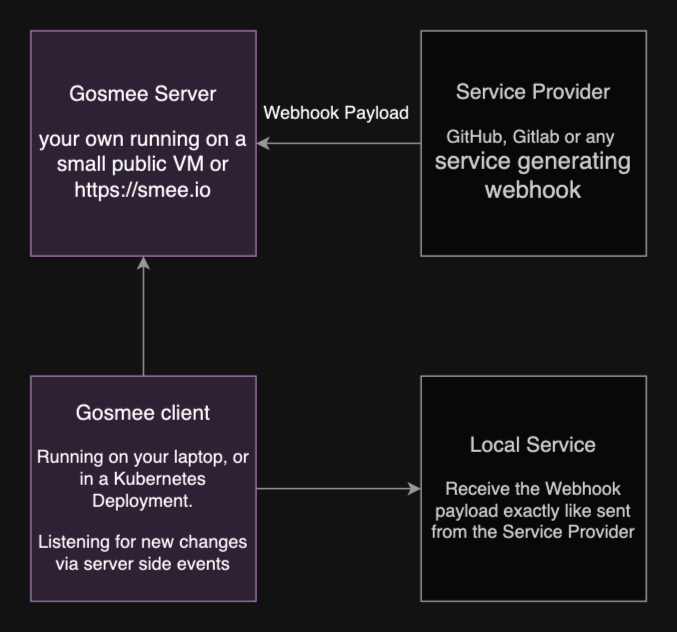 Gosmee Server
your own running on a
small public VM or
https://smee.io
Webhook Payload
Service Provider
GitHub, Gitlab or any
service generating
webhook
Gosmee client
Running on your laptop, or
in a Kubernetes
Deployment.
Listening for new changes
via server side events
Local Service
Receive the Webhook
payload exactly like sent
from the Service Provider